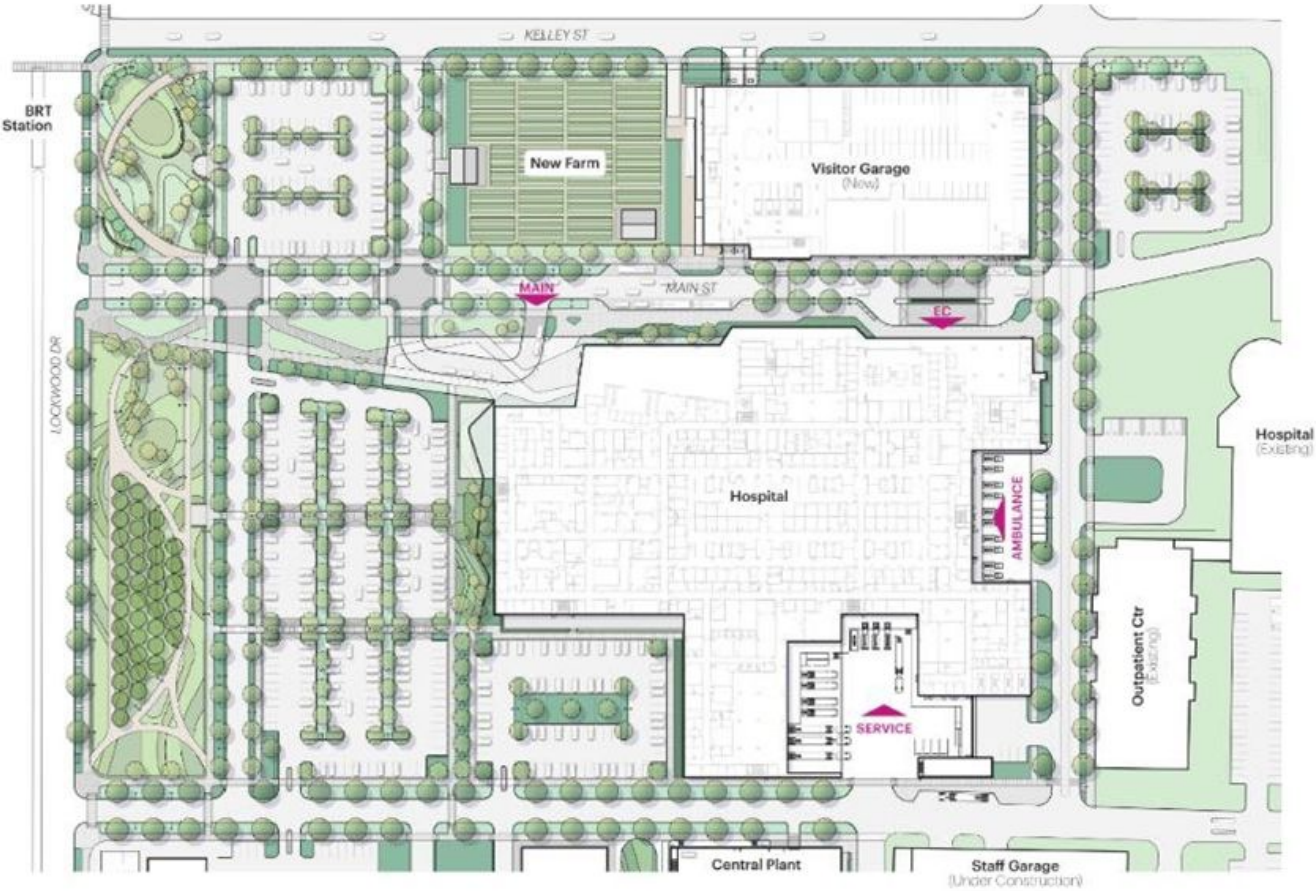 KELLEY ST
BRT
Station
New Farm
Visitor Garage
(New)
MAIN
MAIN ST
EC
LOCKWOOD DR
Hospital
(Existing)
Hospital
AMBULANCE
Outpatient Ctr
(Existing)
SERVICE
Central Plant
Staff Garage
(Under Construction)